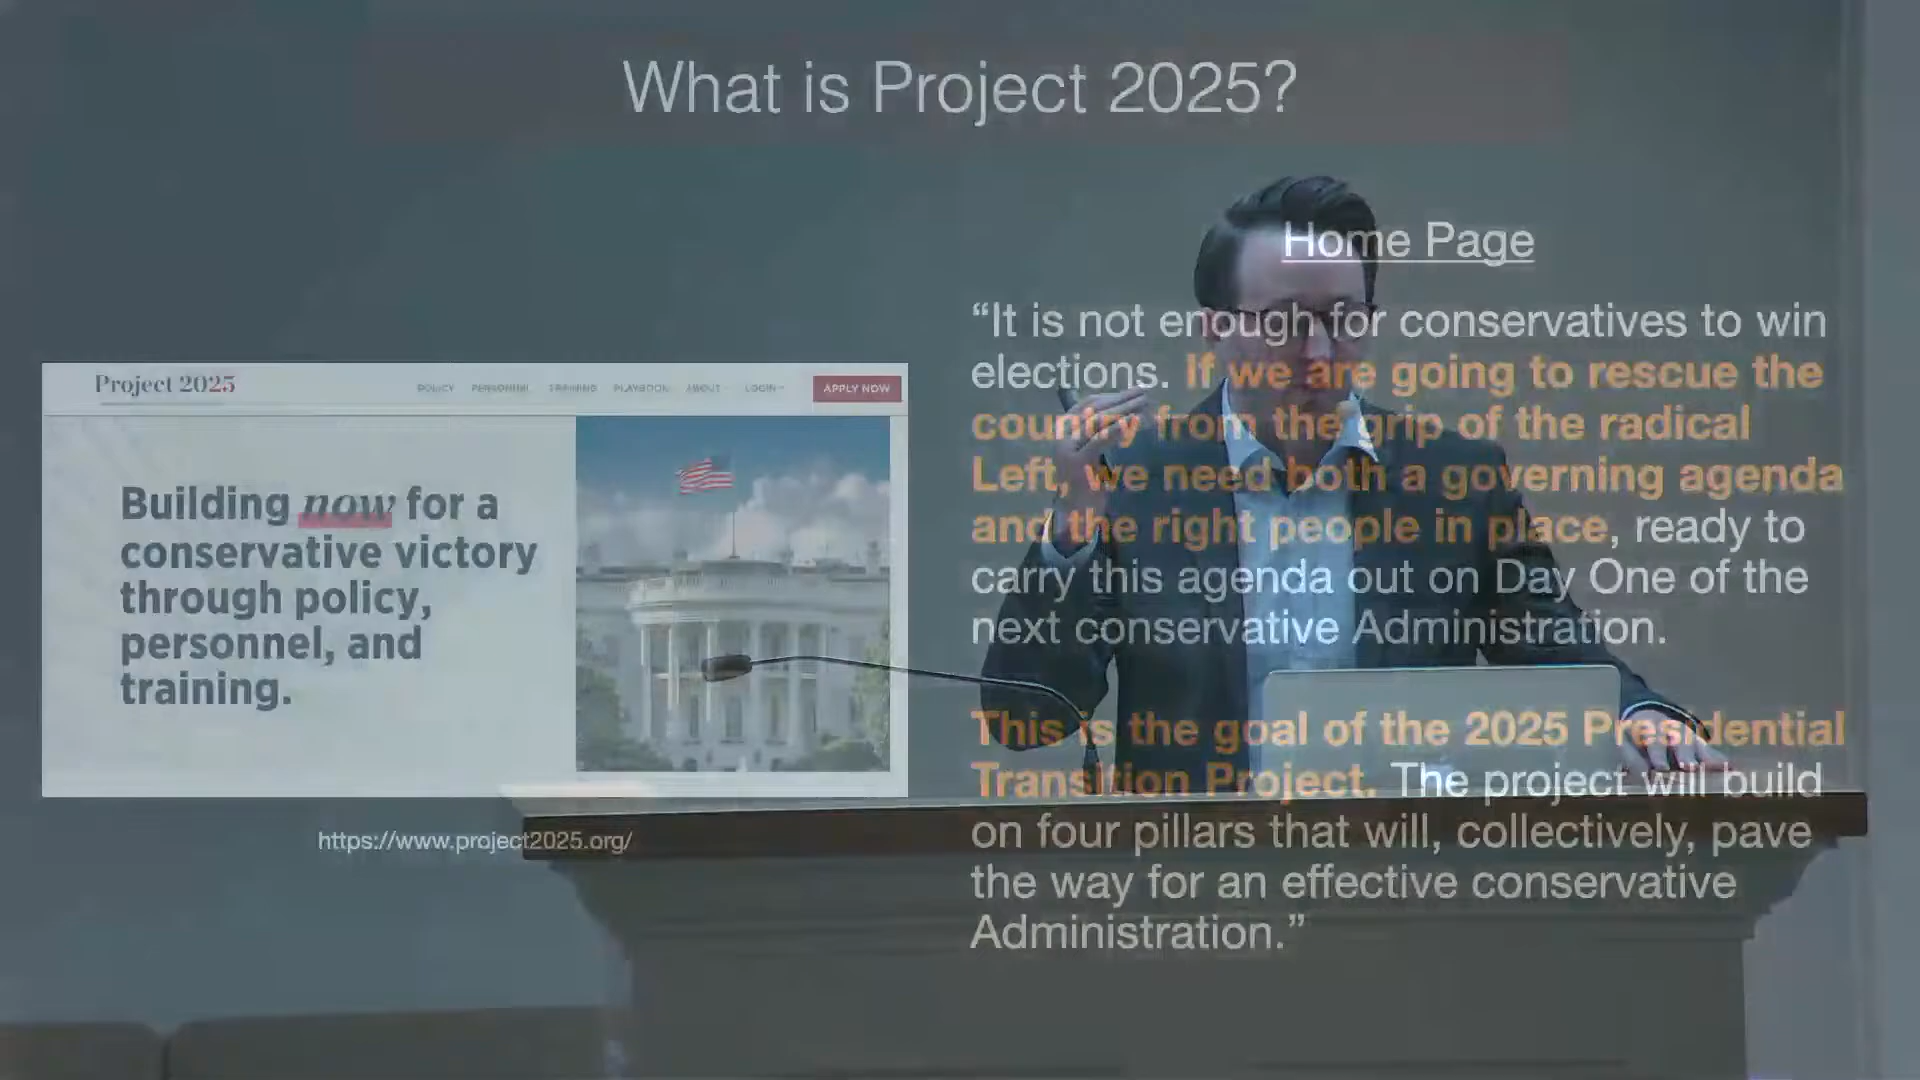 What is Project 2025?
Project 2025
POLICY PERSONNEL TRAINING PLAYBOOK ABOUT LOGIN APPLY NOW
Building now for a
conservative victory
through policy,
personnel, and
training.
https://www.project2025.org/
Home Page
“It is not enough for conservatives to win
elections. If we are going to rescue the
country from the grip of the radical
Left, we need both a governing agenda
and the right people in place, ready to
carry this agenda out on Day One of the
next conservative Administration.
This is the goal of the 2025 Presidential
Transition Project. The project will build
on four pillars that will, collectively, pave
the way for an effective conservative
Administration.”